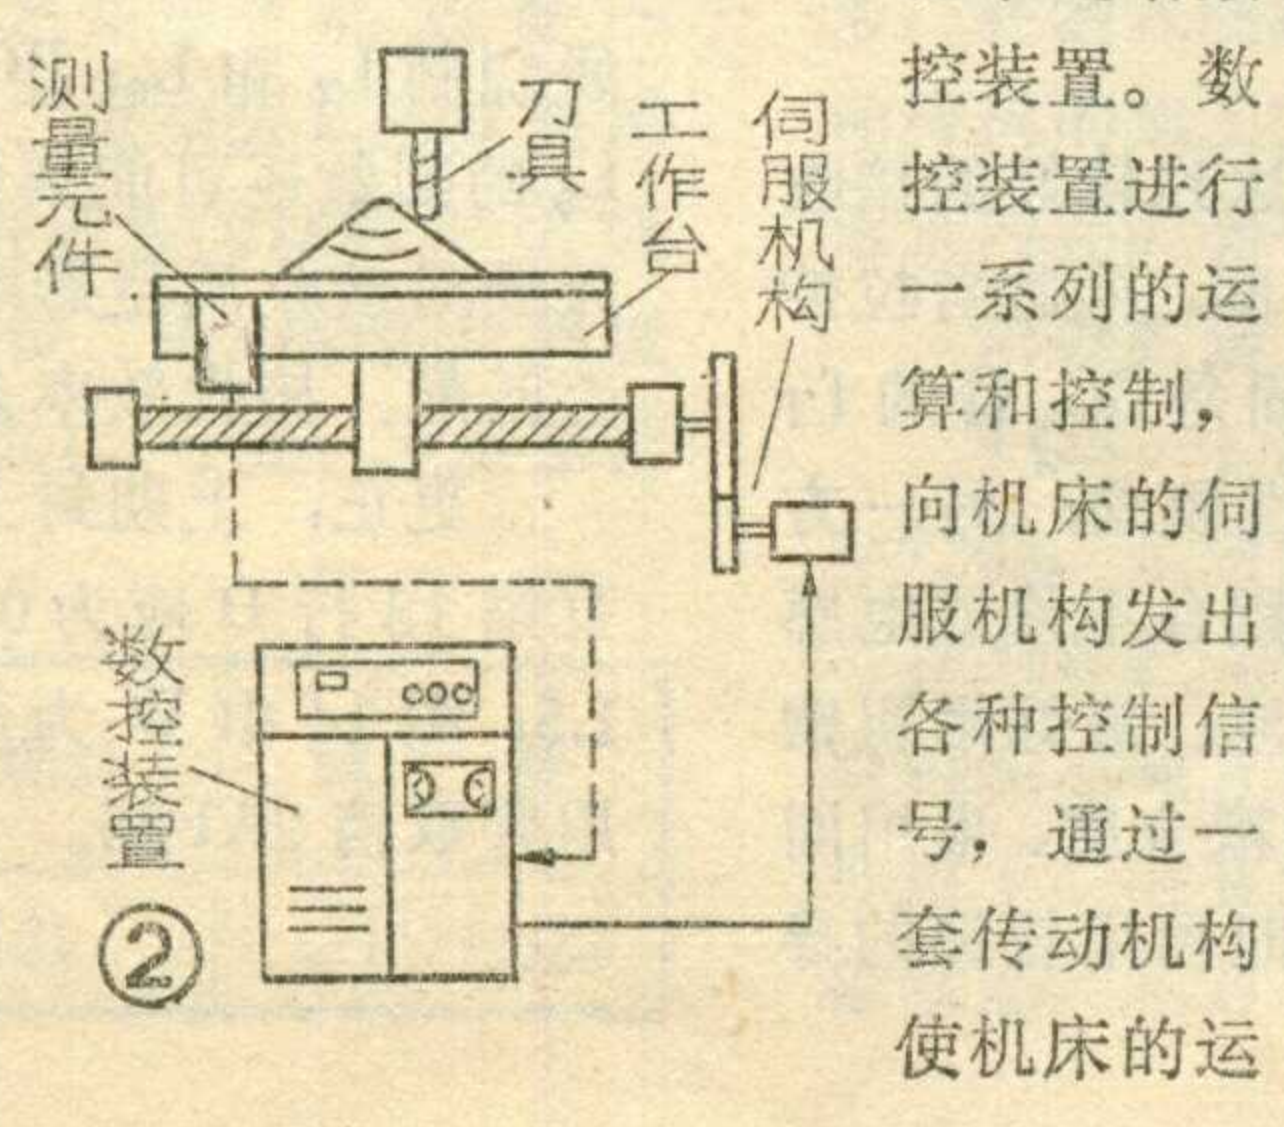 测量元件
刀具
工作台
伺服机构
数控装置
②
控装置。数
控装置进行
一系列的运
算和控制，
向机床的伺
服机构发出
各种控制信
号，通过一
套传动机构
使机床的运